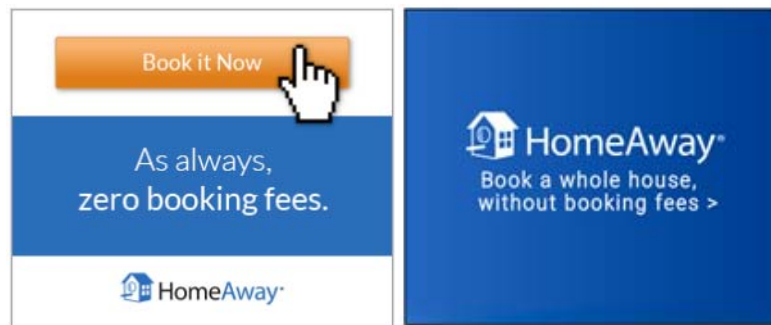 Book it Now
As always,
zero booking fees.
HomeAway
HomeAway®
Book a whole house,
without booking fees >